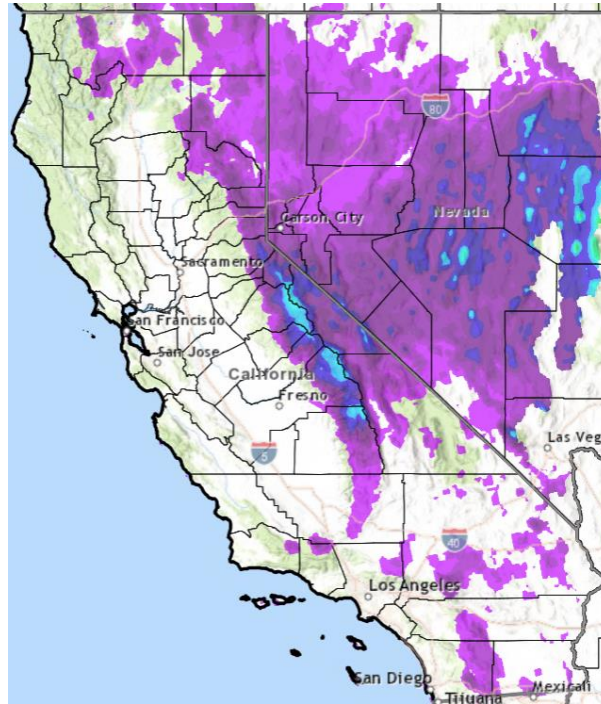 80
Carson City
Nevada
Sacramento
San Francisco
San Jose
California
Fresno
5
Las Veg
40
Los Angeles
San Diego
Mexicali
Tijuana